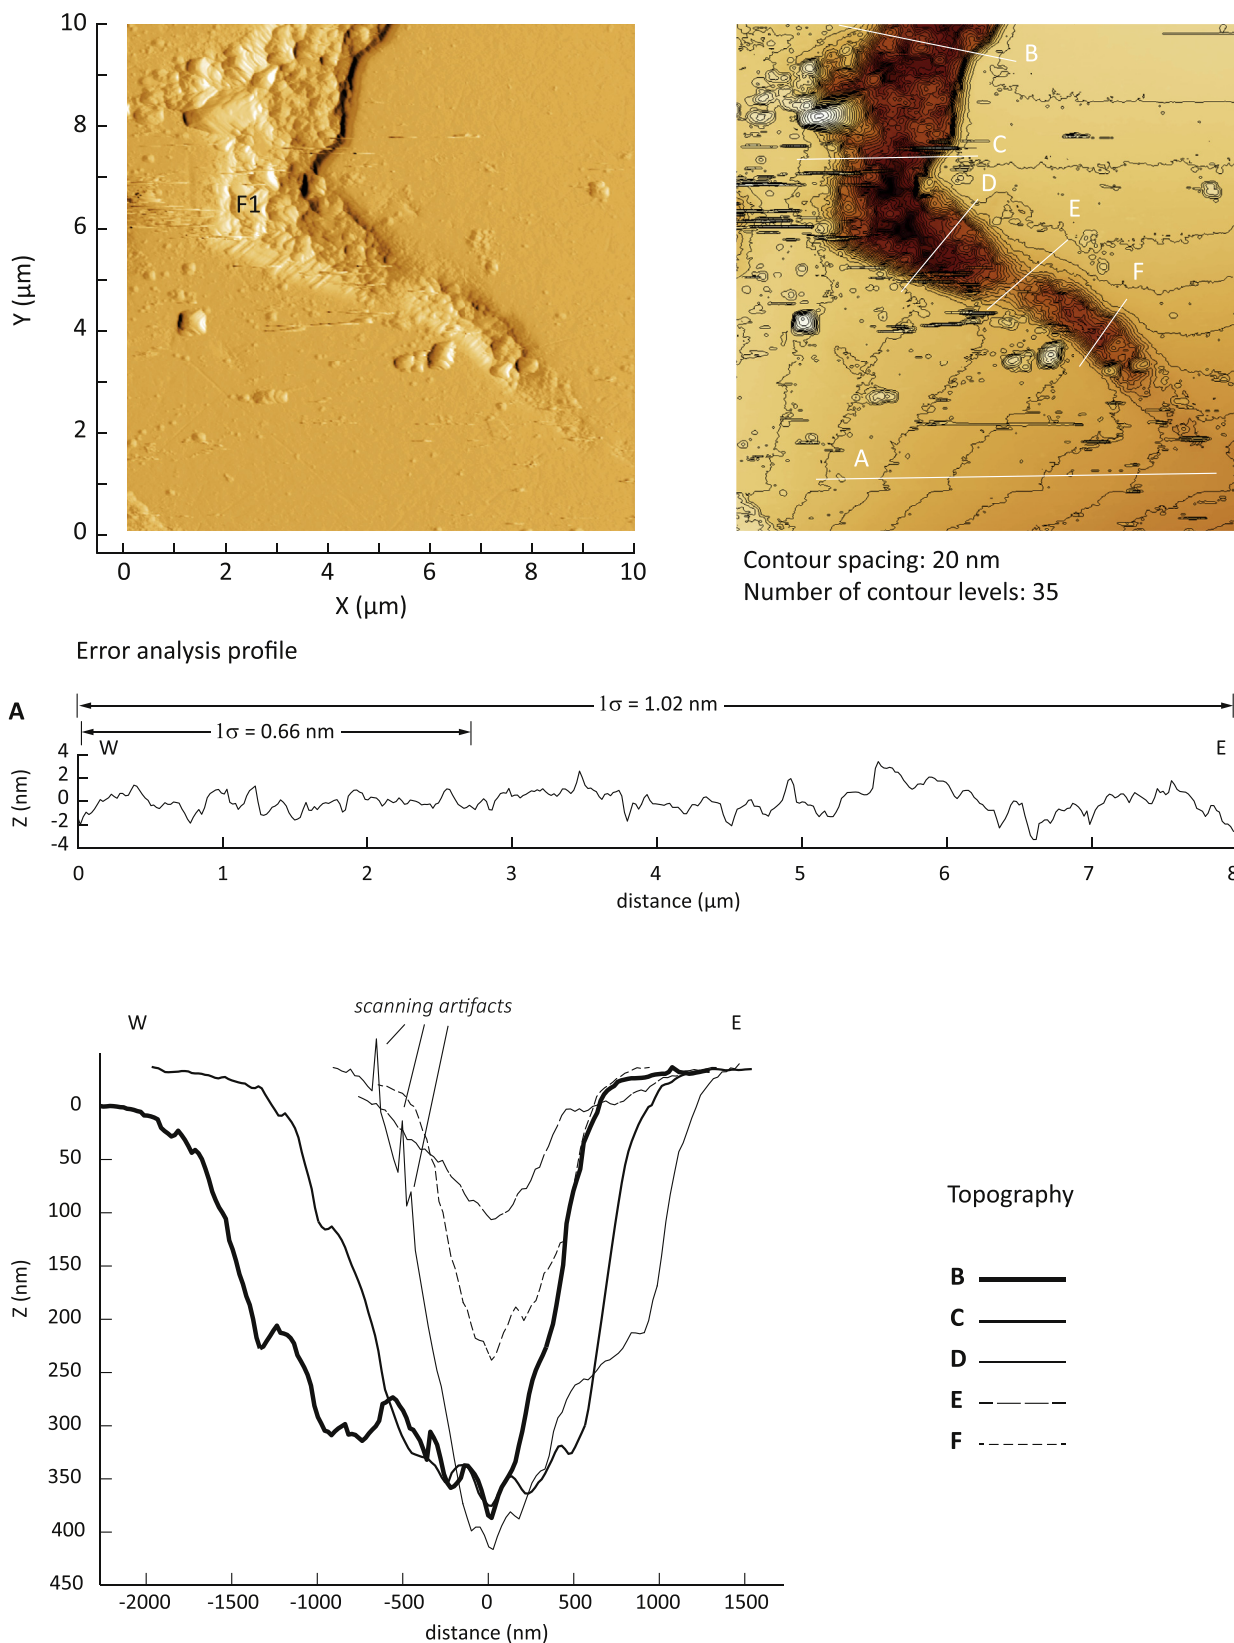 10
8
6
4
2
0
Y (μm)
F1
0 2 4 6 8 10
X (μm)
B
C
D
E
F
A
Contour spacing: 20 nm
Number of contour levels: 35
Error analysis profile
A
1σ = 1.02 nm
1σ = 0.66 nm
W E
4
2
0
-2
-4
Z (nm)
0 1 2 3 4 5 6 7 8
distance (μm)
scanning artifacts
W E
0
50
100
150
200
250
300
350
400
450
Z (nm)
-2000 -1500 -1000 -500 0 500 1000 1500
distance (nm)
Topography
B
C
D
E
F